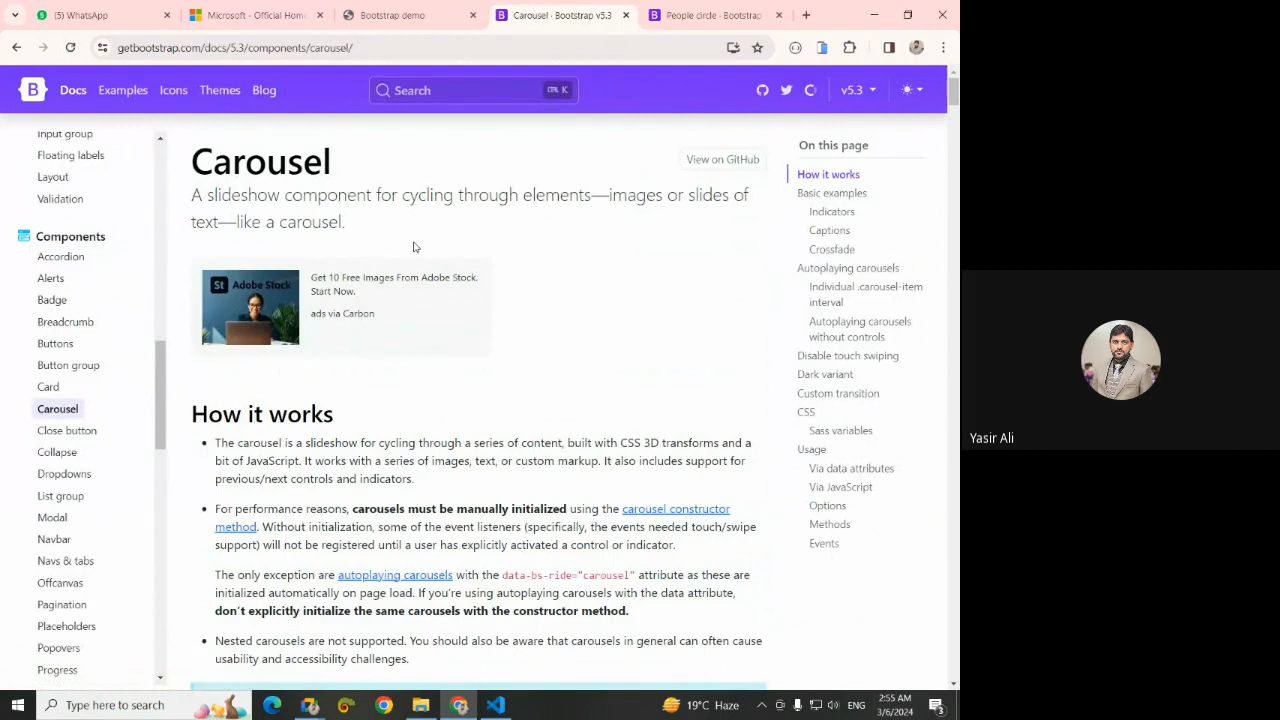 (5) WhatsApp
Microsoft - Official Hom
Bootstrap demo
Carousel · Bootstrap v5.3
People circle · Bootstrap
getbootstrap.com/docs/5.3/components/carousel/
B
Docs
Examples
Icons
Themes
Blog
Search
CTRL K
v5.3
Input group
Floating labels
Layout
Validation
Components
Accordion
Alerts
Badge
Breadcrumb
Buttons
Button group
Card
Carousel
Close button
Collapse
Dropdowns
List group
Modal
Navbar
Navs & tabs
Offcanvas
Pagination
Placeholders
Popovers
Progress
Carousel
View on GitHub
A slideshow component for cycling through elements—images or slides of
text—like a carousel.
St Adobe Stock
Get 10 Free Images From Adobe Stock.
Start Now.
ads via Carbon
How it works
• The carousel is a slideshow for cycling through a series of content, built with CSS 3D transforms and a
bit of JavaScript. It works with a series of images, text, or custom markup. It also includes support for
previous/next controls and indicators.
• For performance reasons, carousels must be manually initialized using the carousel constructor
method. Without initialization, some of the event listeners (specifically, the events needed touch/swipe
support) will not be registered until a user has explicitly activated a control or indicator.
The only exception are autoplaying carousels with the data-bs-ride="carousel" attribute as these are
initialized automatically on page load. If you're using autoplaying carousels with the data attribute,
don't explicitly initialize the same carousels with the constructor method.
• Nested carousels are not supported. You should also be aware that carousels in general can often cause
usability and accessibility challenges.
On this page
How it works
Basic examples
Indicators
Captions
Crossfade
Autoplaying carousels
Individual .carousel-item
interval
Autoplaying carousels
without controls
Disable touch swiping
Dark variant
Custom transition
CSS
Sass variables
Usage
Via data attributes
Via JavaScript
Options
Methods
Events
Yasir Ali
Type here to search
19°C Haze
ENG
2:55 AM
3/6/2024
3